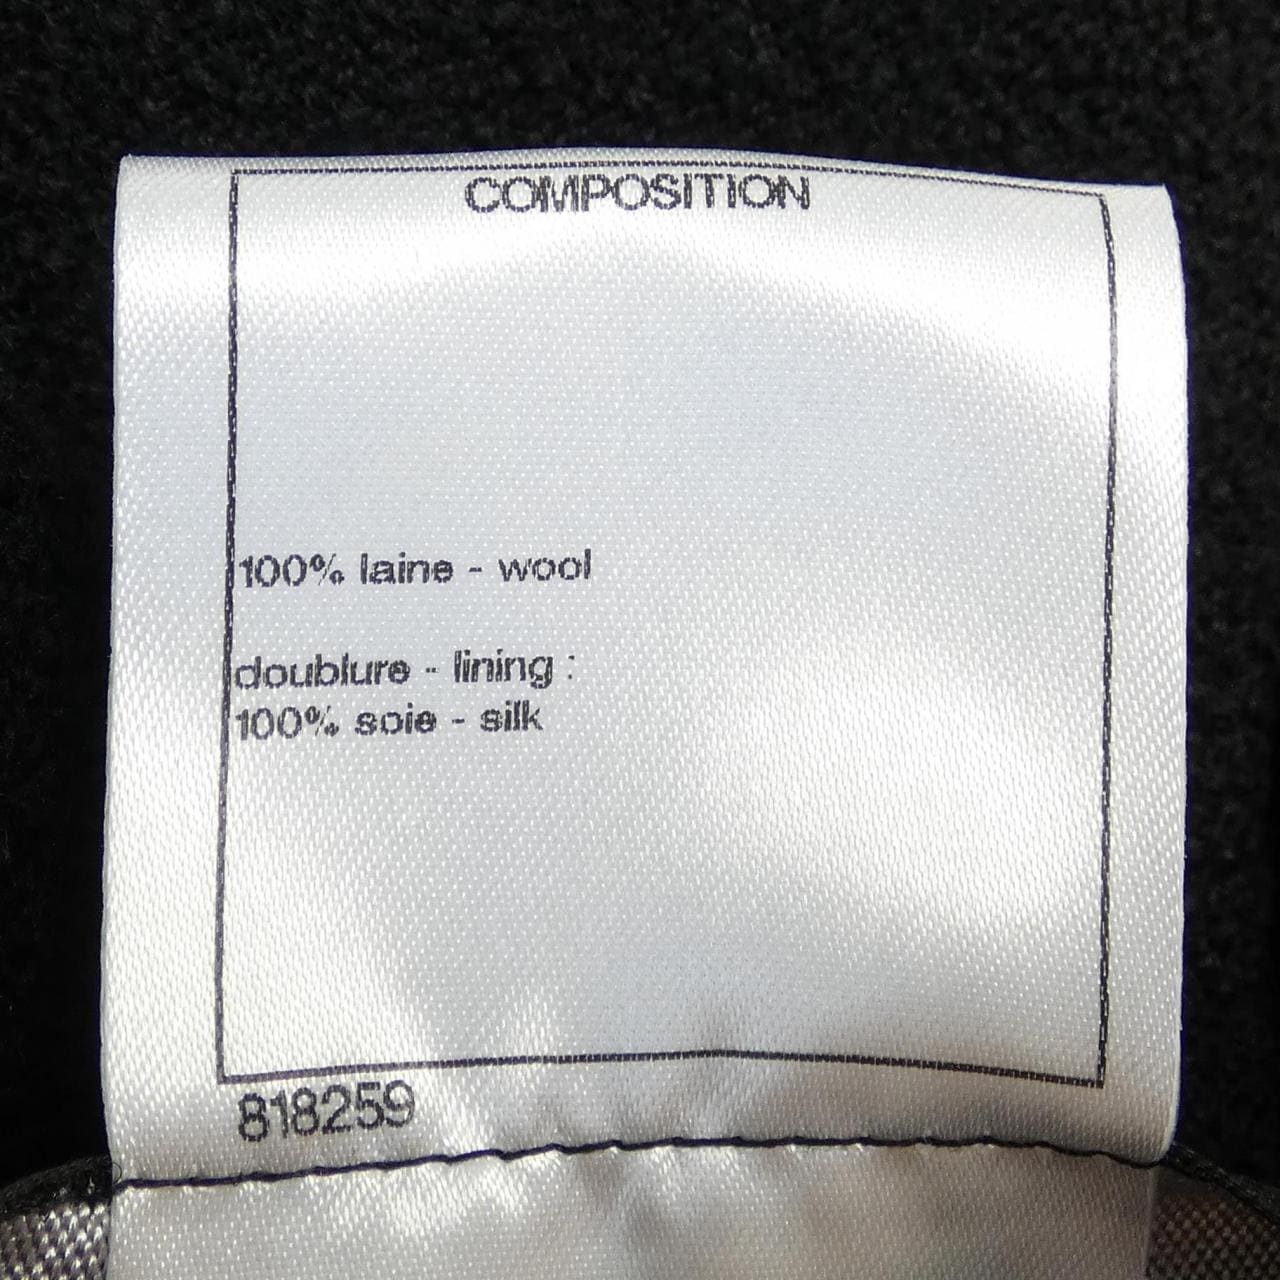 COMPOSITION
100% laine - wool
doublure - lining :
100% soie - silk
818259